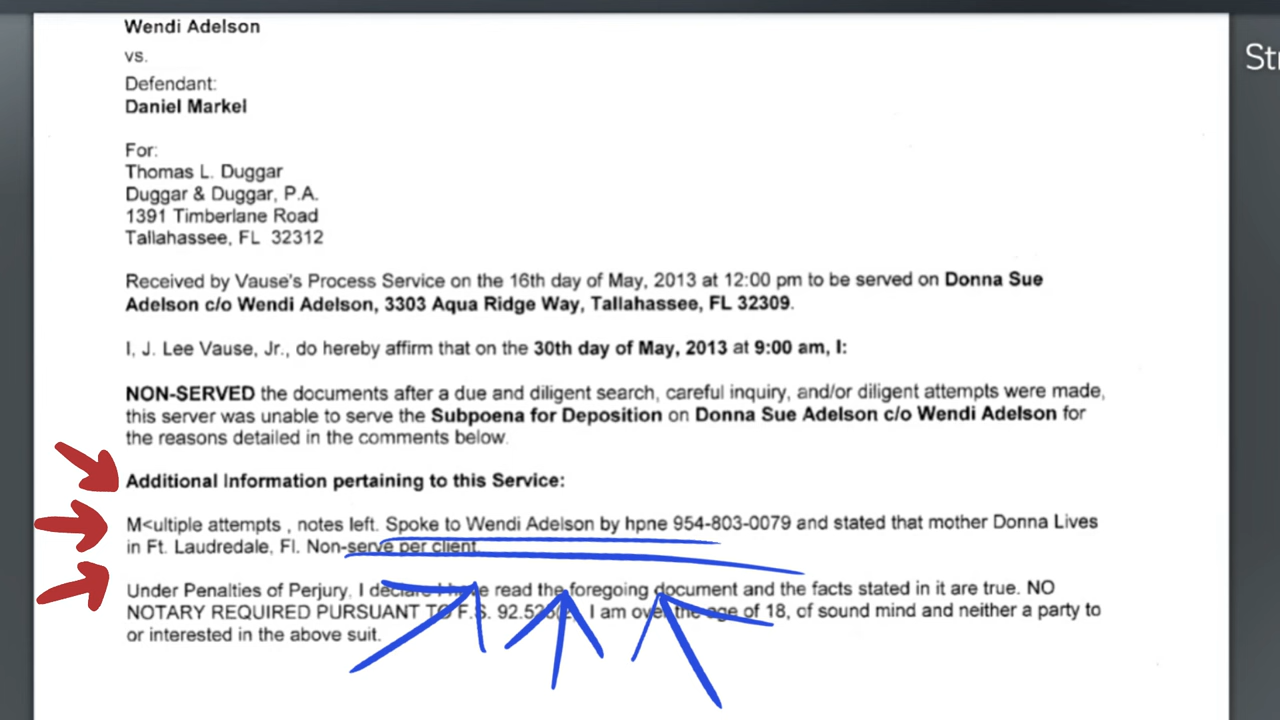 Wendi Adelson
vs.
Defendant:
Daniel Markel
For:
Thomas L. Duggar
Duggar & Duggar, P.A.
1391 Timberlane Road
Tallahassee, FL 32312
Received by Vause's Process Service on the 16th day of May, 2013 at 12:00 pm to be served on Donna Sue
Adelson c/o Wendi Adelson, 3303 Aqua Ridge Way, Tallahassee, FL 32309.
I, J. Lee Vause, Jr., do hereby affirm that on the 30th day of May, 2013 at 9:00 am, I:
NON-SERVED the documents after a due and diligent search, careful inquiry, and/or diligent attempts were made,
this server was unable to serve the Subpoena for Deposition on Donna Sue Adelson c/o Wendi Adelson for
the reasons detailed in the comments below.
Additional Information pertaining to this Service:
M<ultiple attempts , notes left. Spoke to Wendi Adelson by hpne 954-803-0079 and stated that mother Donna Lives
in Ft. Laudredale, Fl. Non-serve per client.
Under Penalties of Perjury, I declare I have read the foregoing document and the facts stated in it are true. NO
NOTARY REQUIRED PURSUANT TO F.S. I am over the age of 18, of sound mind and neither a party to
or interested in the above suit.